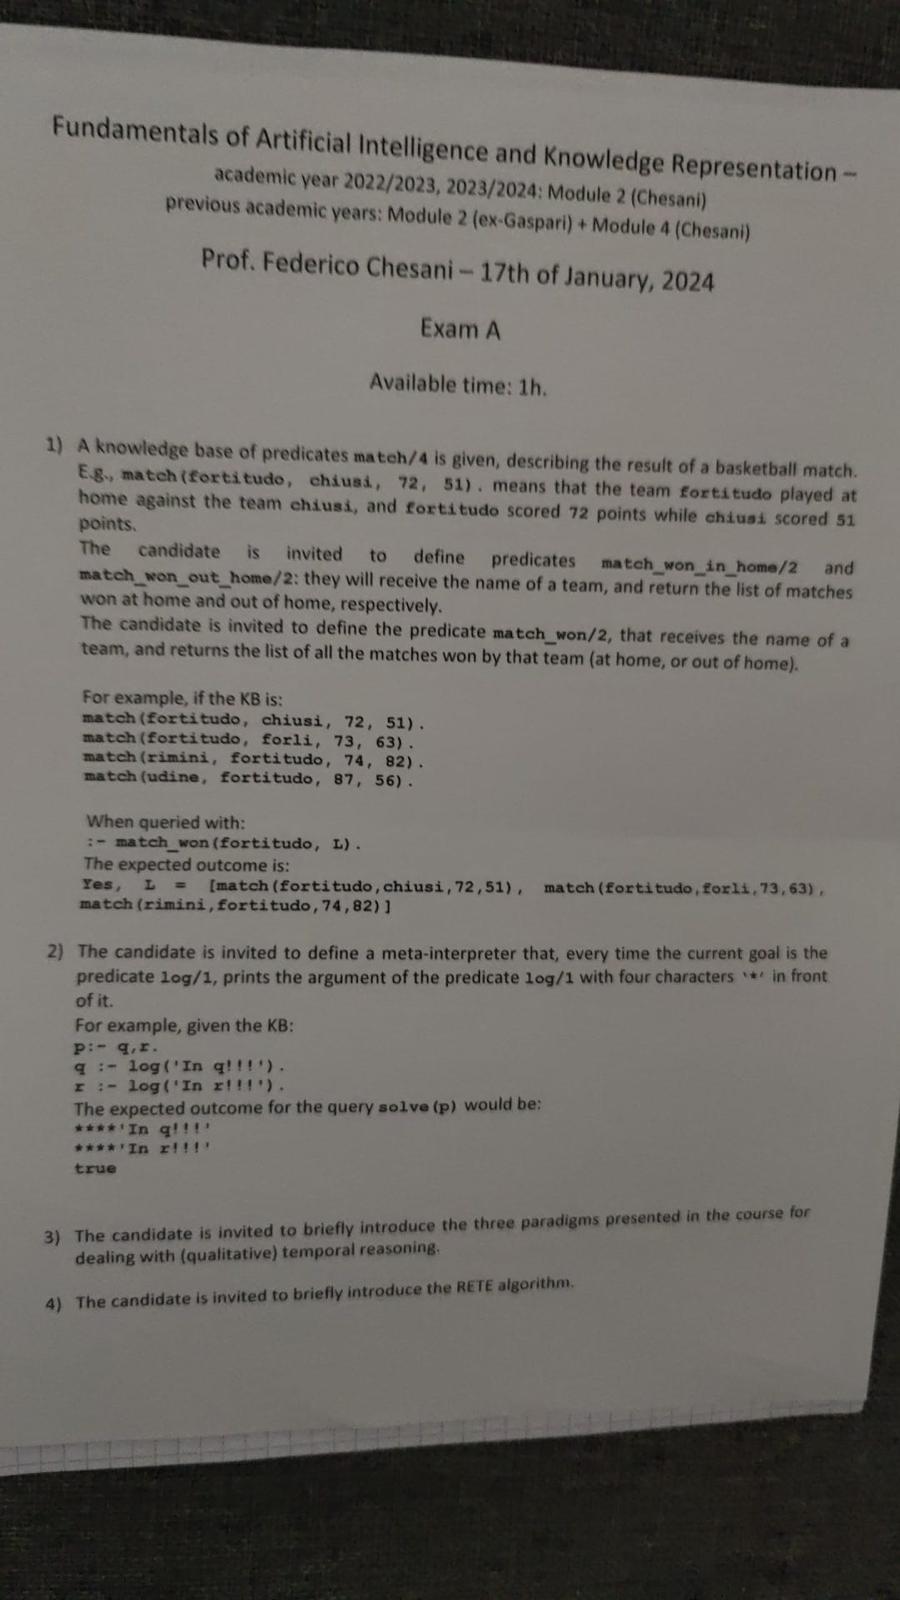 Fundamentals of Artificial Intelligence and Knowledge Representation –
academic year 2022/2023, 2023/2024: Module 2 (Chesani)
previous academic years: Module 2 (ex-Gaspari) + Module 4 (Chesani)
Prof. Federico Chesani – 17th of January, 2024
Exam A
Available time: 1h.
1) A knowledge base of predicates match/4 is given, describing the result of a basketball match.
E.g., match(fortitudo, chiusi, 72, 51). means that the team fortitudo played at
home against the team chiusi, and fortitudo scored 72 points while chiusi scored 51
points.
The candidate is invited to define predicates match_won_in_home/2 and
match_won_out_home/2: they will receive the name of a team, and return the list of matches
won at home and out of home, respectively.
The candidate is invited to define the predicate match_won/2, that receives the name of a
team, and returns the list of all the matches won by that team (at home, or out of home).
For example, if the KB is:
match(fortitudo, chiusi, 72, 51).
match(fortitudo, forli, 73, 63).
match(rimini, fortitudo, 74, 82).
match(udine, fortitudo, 87, 56).
When queried with:
:- match_won(fortitudo, L).
The expected outcome is:
Yes, L = [match(fortitudo,chiusi,72,51), match(fortitudo,forli,73,63),
match(rimini,fortitudo,74,82)]
2) The candidate is invited to define a meta-interpreter that, every time the current goal is the
predicate log/1, prints the argument of the predicate log/1 with four characters '*' in front
of it.
For example, given the KB:
p:- q,r.
q :- log('In q!!!').
r :- log('In r!!!').
The expected outcome for the query solve(p) would be:
****'In q!!!'
****'In r!!!'
true
3) The candidate is invited to briefly introduce the three paradigms presented in the course for
dealing with (qualitative) temporal reasoning.
4) The candidate is invited to briefly introduce the RETE algorithm.